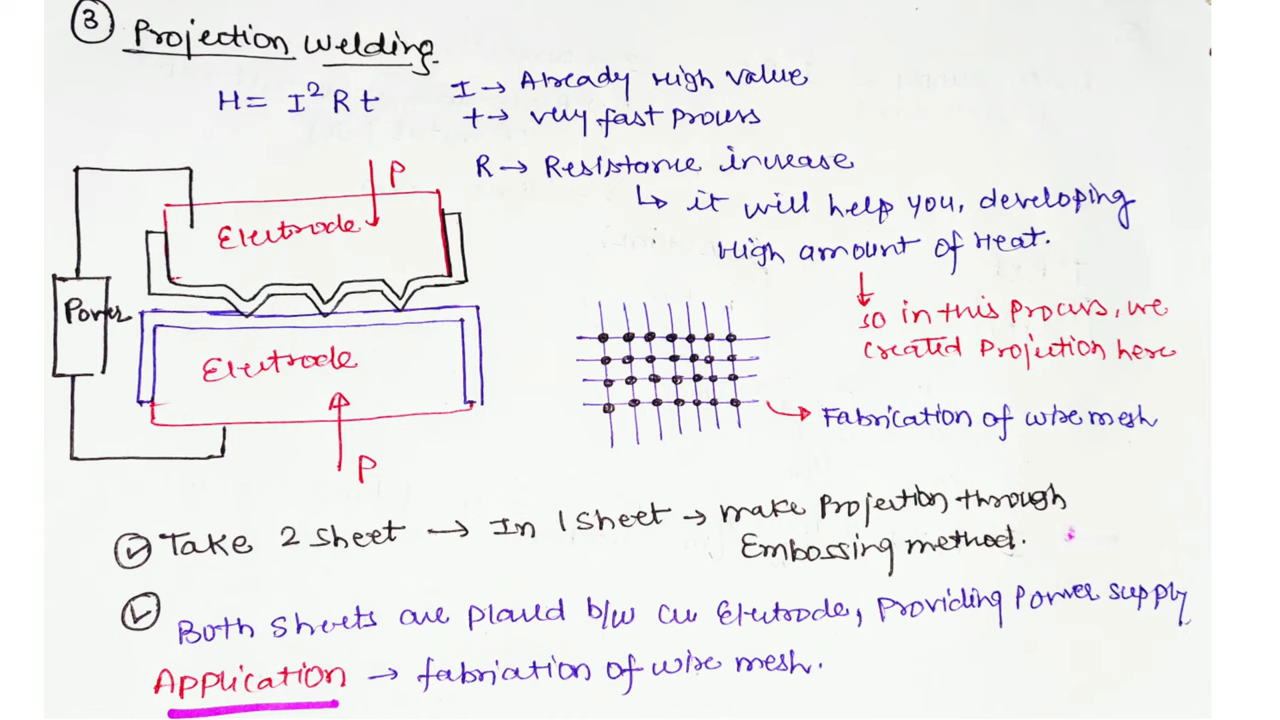 ③ Projection Welding.
H = I² R t
I → Already High value
t → very fast process
R → Resistance increase
↳ it will help you, developing
High amount of Heat.
↓
so in this process, we
created Projection here
P
Electrode
Power
Electrode
P
→ Fabrication of wire mesh
Take 2 sheet → In 1 sheet → make Projection through
Embossing method.
Both sheets are placed b/w cu Electrode, providing Power supply
Application → fabrication of wire mesh.